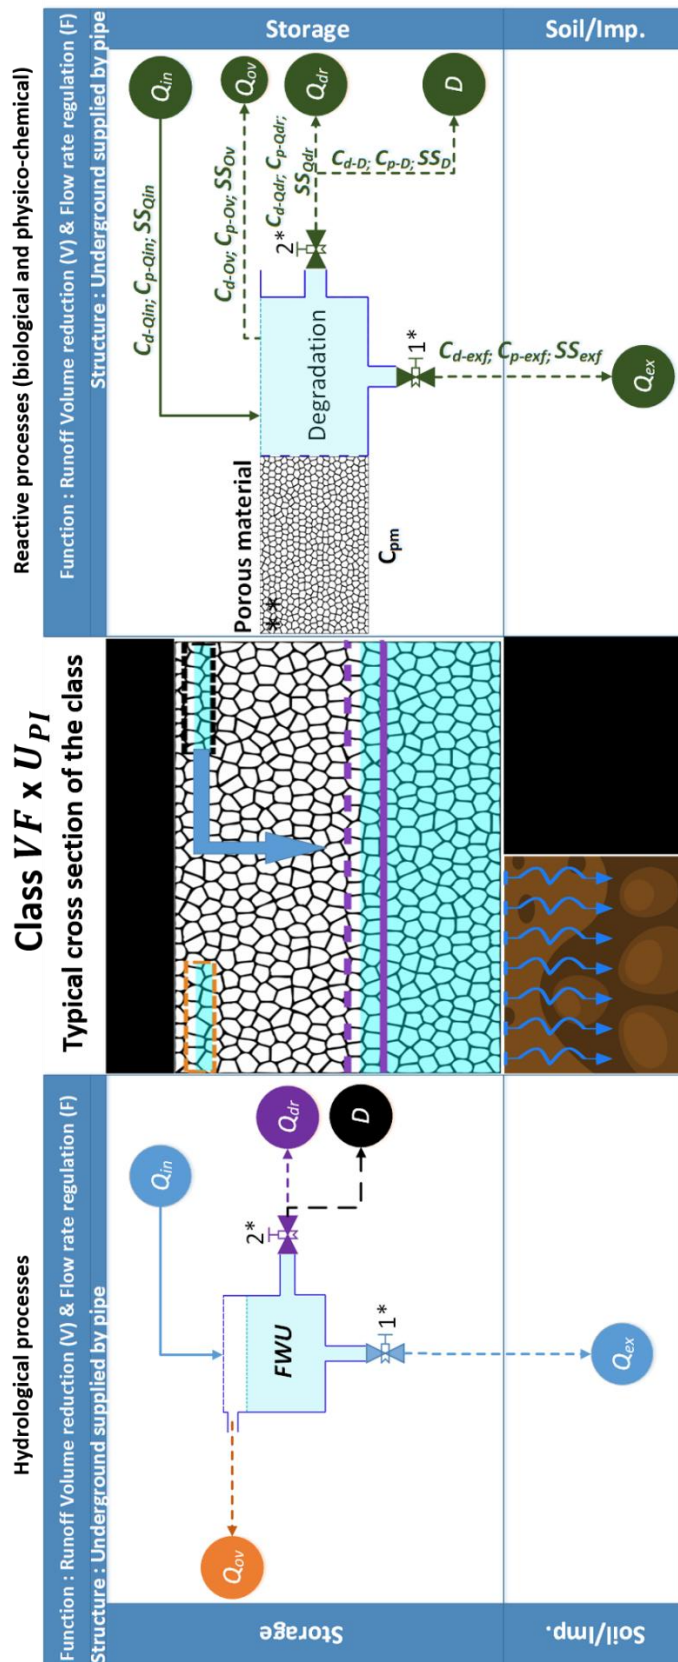 Class VF x U_PI
Hydrological processes
Typical cross section of the class
Reactive processes (biological and physico-chemical)
Function : Runoff Volume reduction (V) & Flow rate regulation (F)
Structure : Underground supplied by pipe
Storage
Soil/Imp.
Q_ov
Q_in
FWU
2*
Q_dr
D
1*
Q_ex
Function : Runoff Volume reduction (V) & Flow rate regulation (F)
Structure : Underground supplied by pipe
Storage
Soil/Imp.
Q_in
C_d-Qin; C_p-Qin; SS_Qin
Q_ov
C_d-Ov; C_p-Ov; SS_Ov
Q_dr
C_d-Qdr; C_p-Qdr;
SS_Qdr
D
C_d-D; C_p-D; SS_D
2*
Porous material
**
Degradation
C_pm
1*
C_d-exf; C_p-exf; SS_exf
Q_ex